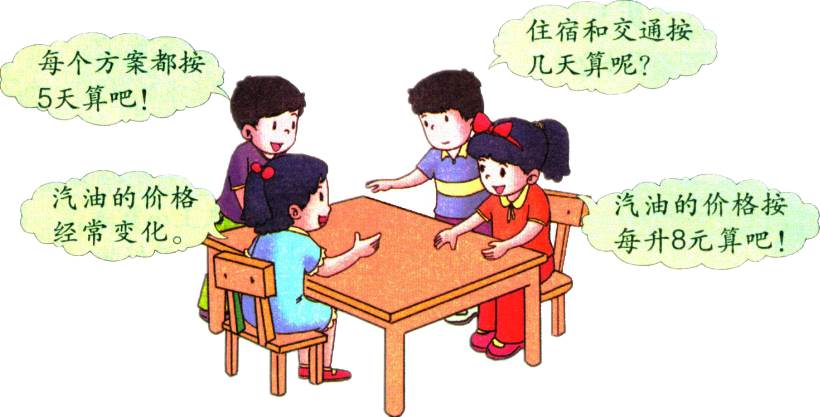 每个方案都按
5天算吧！
住宿和交通按
几天算呢？
汽油的价格
经常变化。
汽油的价格按
每升8元算吧！